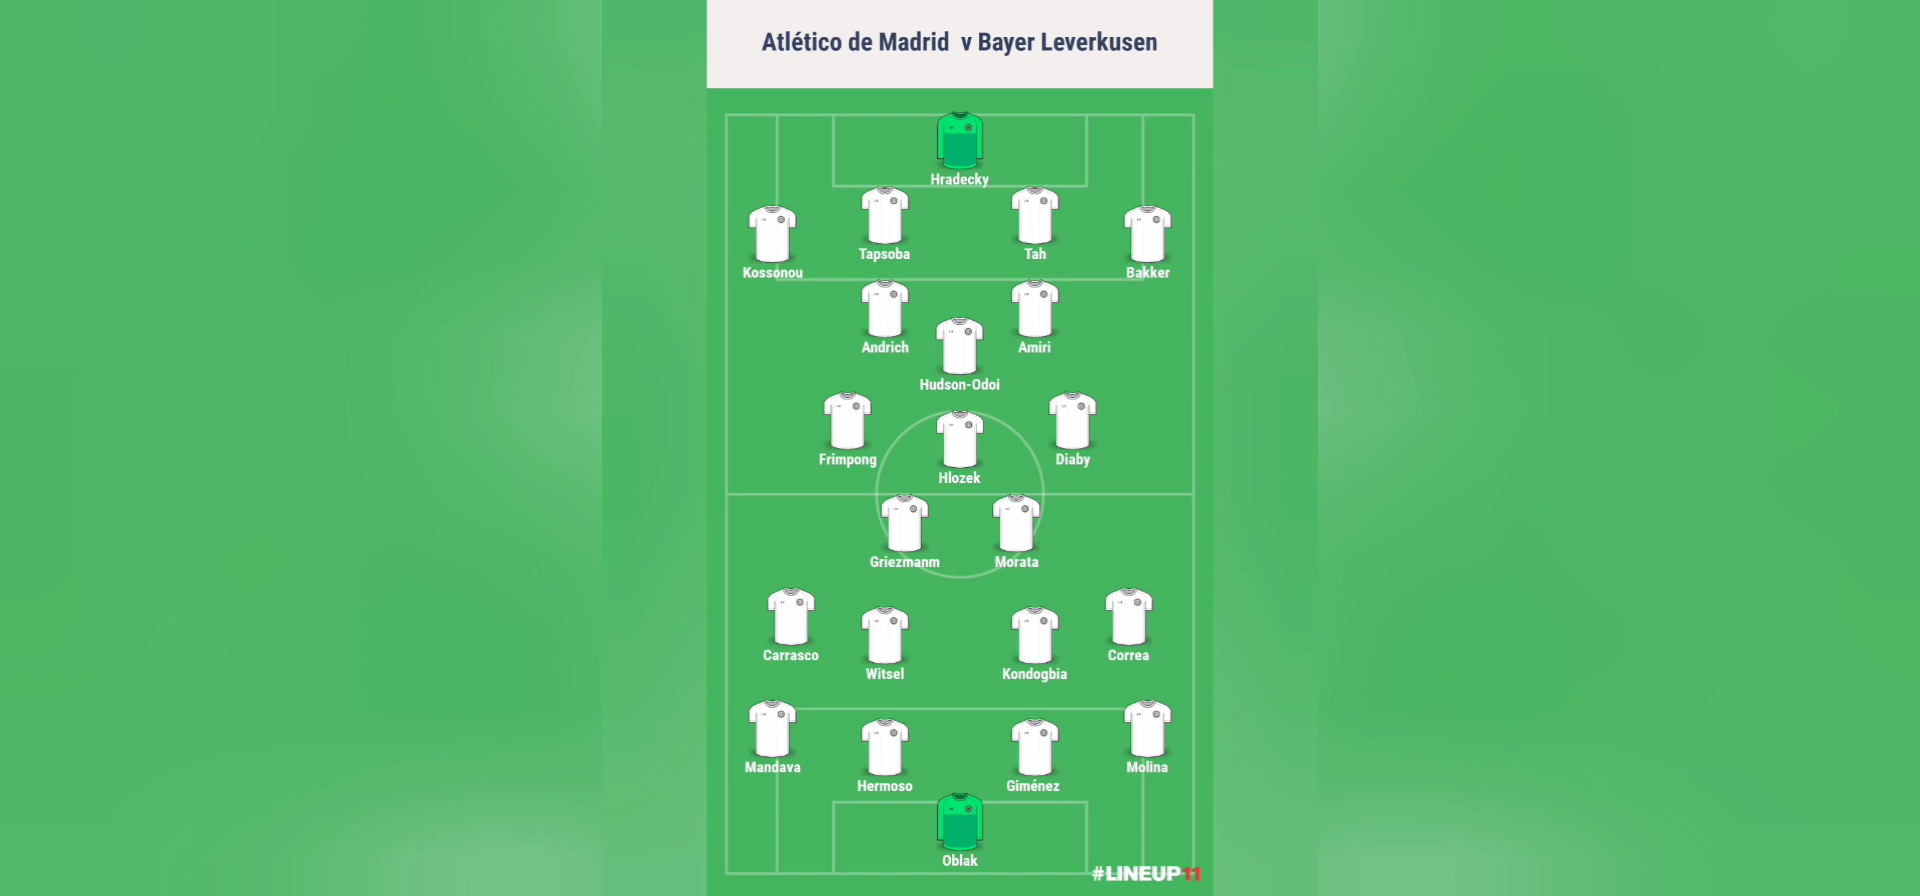 Atlético de Madrid v Bayer Leverkusen
Hradecky
Tapsoba
Tah
Kossonou
Bakker
Andrich
Amiri
Hudson-Odoi
Frimpong
Diaby
Hlozek
Griezmanm
Morata
Carrasco
Correa
Witsel
Kondogbia
Mandava
Molina
Hermoso
Giménez
Oblak
#LINEUP11